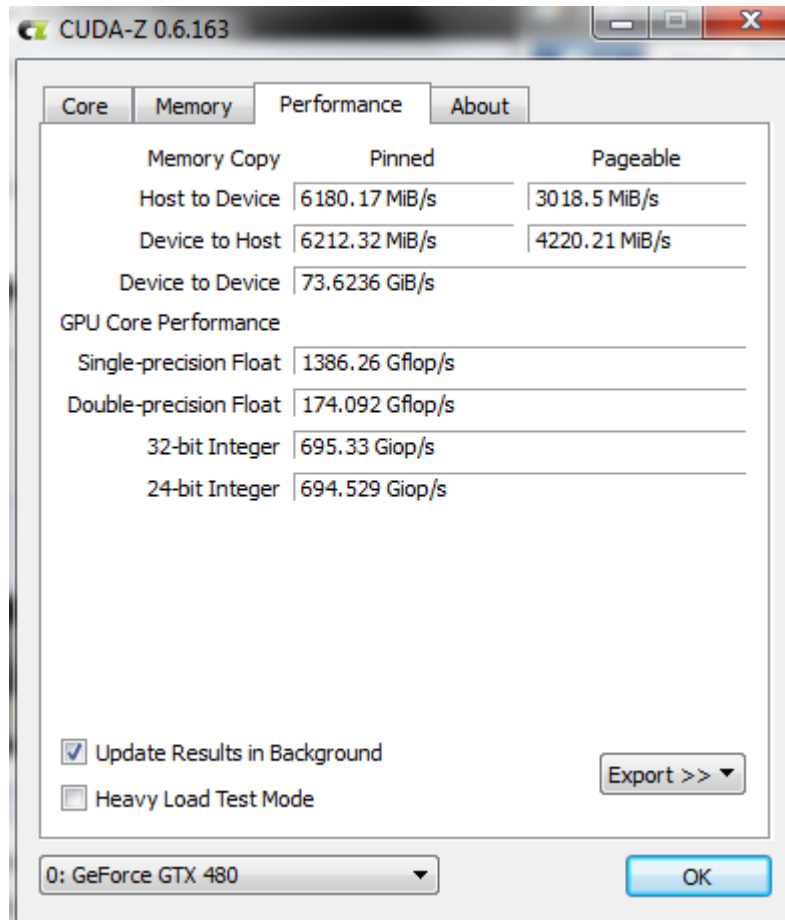 CUDA-Z 0.6.163
Core Memory Performance About
Memory Copy Pinned Pageable
Host to Device 6180.17 MiB/s 3018.5 MiB/s
Device to Host 6212.32 MiB/s 4220.21 MiB/s
Device to Device 73.6236 GiB/s
GPU Core Performance
Single-precision Float 1386.26 Gflop/s
Double-precision Float 174.092 Gflop/s
32-bit Integer 695.33 Giop/s
24-bit Integer 694.529 Giop/s
Update Results in Background
Export >>
Heavy Load Test Mode
0: GeForce GTX 480 OK